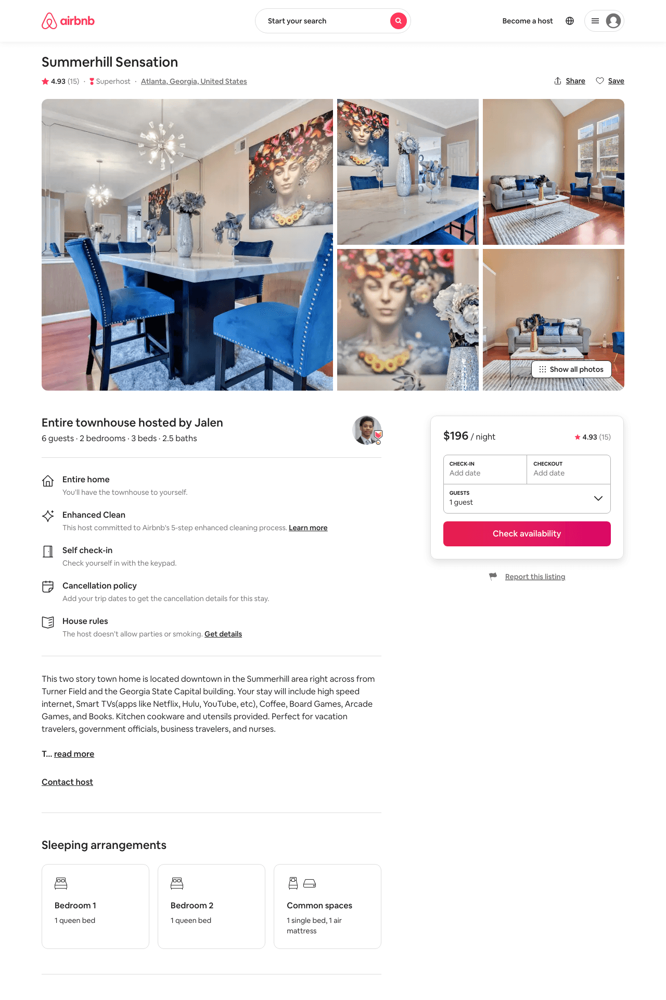 airbnb
Start your search
Become a host
Summerhill Sensation
4.93 (15) · Superhost · Atlanta, Georgia, United States
Share
Save
Show all photos
Entire townhouse hosted by Jalen
6 guests · 2 bedrooms · 3 beds · 2.5 baths
Entire home
You’ll have the townhouse to yourself.
Enhanced Clean
This host committed to Airbnb's 5-step enhanced cleaning process. Learn more
Self check-in
Check yourself in with the keypad.
Cancellation policy
Add your trip dates to get the cancellation details for this stay.
House rules
The host doesn’t allow parties or smoking. Get details
$196 / night
4.93 (15)
CHECK-IN
Add date
CHECKOUT
Add date
GUESTS
1 guest
Check availability
Report this listing
This two story town home is located downtown in the Summerhill area right across from
Turner Field and the Georgia State Capital building. Your stay will include high speed
internet, Smart TVs(apps like Netflix, Hulu, YouTube, etc), Coffee, Board Games, Arcade
Games, and Books. Kitchen cookware and utensils provided. Perfect for vacation
travelers, government officials, business travelers, and nurses.
T... read more
Contact host
Sleeping arrangements
Bedroom 1
1 queen bed
Bedroom 2
1 queen bed
Common spaces
1 single bed, 1 air
mattress